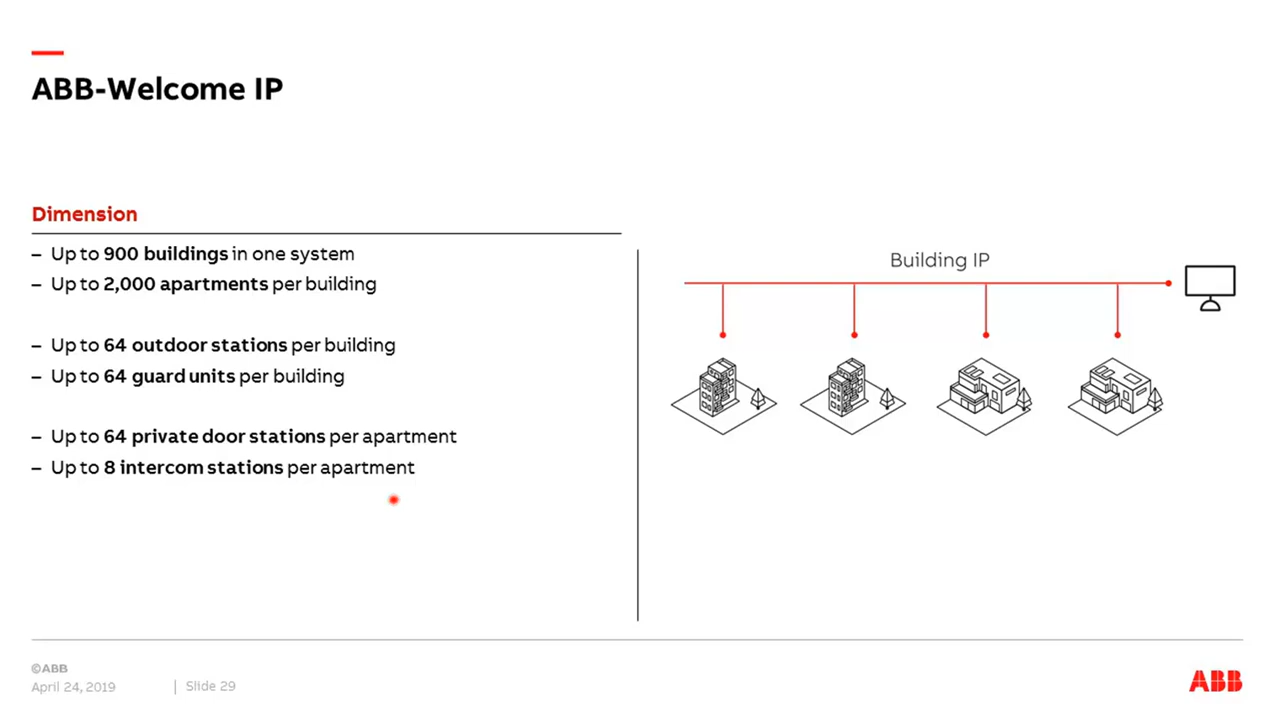 ABB-Welcome IP
Dimension
– Up to 900 buildings in one system
– Up to 2,000 apartments per building
– Up to 64 outdoor stations per building
– Up to 64 guard units per building
– Up to 64 private door stations per apartment
– Up to 8 intercom stations per apartment
Building IP
©ABB
April 24, 2019 | Slide 29
ABB